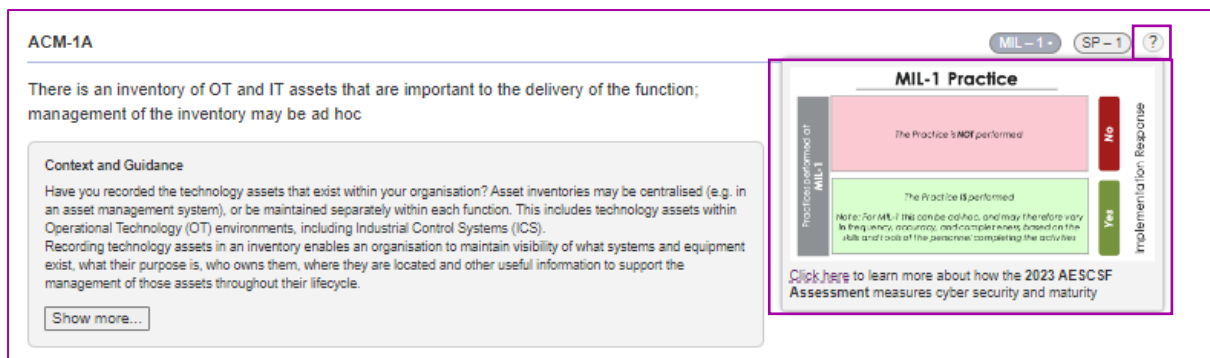 ACM-1A
MIL – 1 •
SP – 1
?
There is an inventory of OT and IT assets that are important to the delivery of the function;
management of the inventory may be ad hoc
Context and Guidance
Have you recorded the technology assets that exist within your organisation? Asset inventories may be centralised (e.g. in
an asset management system), or be maintained separately within each function. This includes technology assets within
Operational Technology (OT) environments, including Industrial Control Systems (ICS).
Recording technology assets in an inventory enables an organisation to maintain visibility of what systems and equipment
exist, what their purpose is, who owns them, where they are located and other useful information to support the
management of those assets throughout their lifecycle.
Show more...
MIL-1 Practice
Practices performed at
MIL-1
The Practice is NOT performed
No
The Practice IS performed
Note: For MIL-1 this can be ad-hoc, and may therefore vary
in frequency, accuracy, and completeness based on the
skills and tools of the personnel completing the activities
Yes
Implementation Response
Click here to learn more about how the 2023 AESCSF
Assessment measures cyber security and maturity